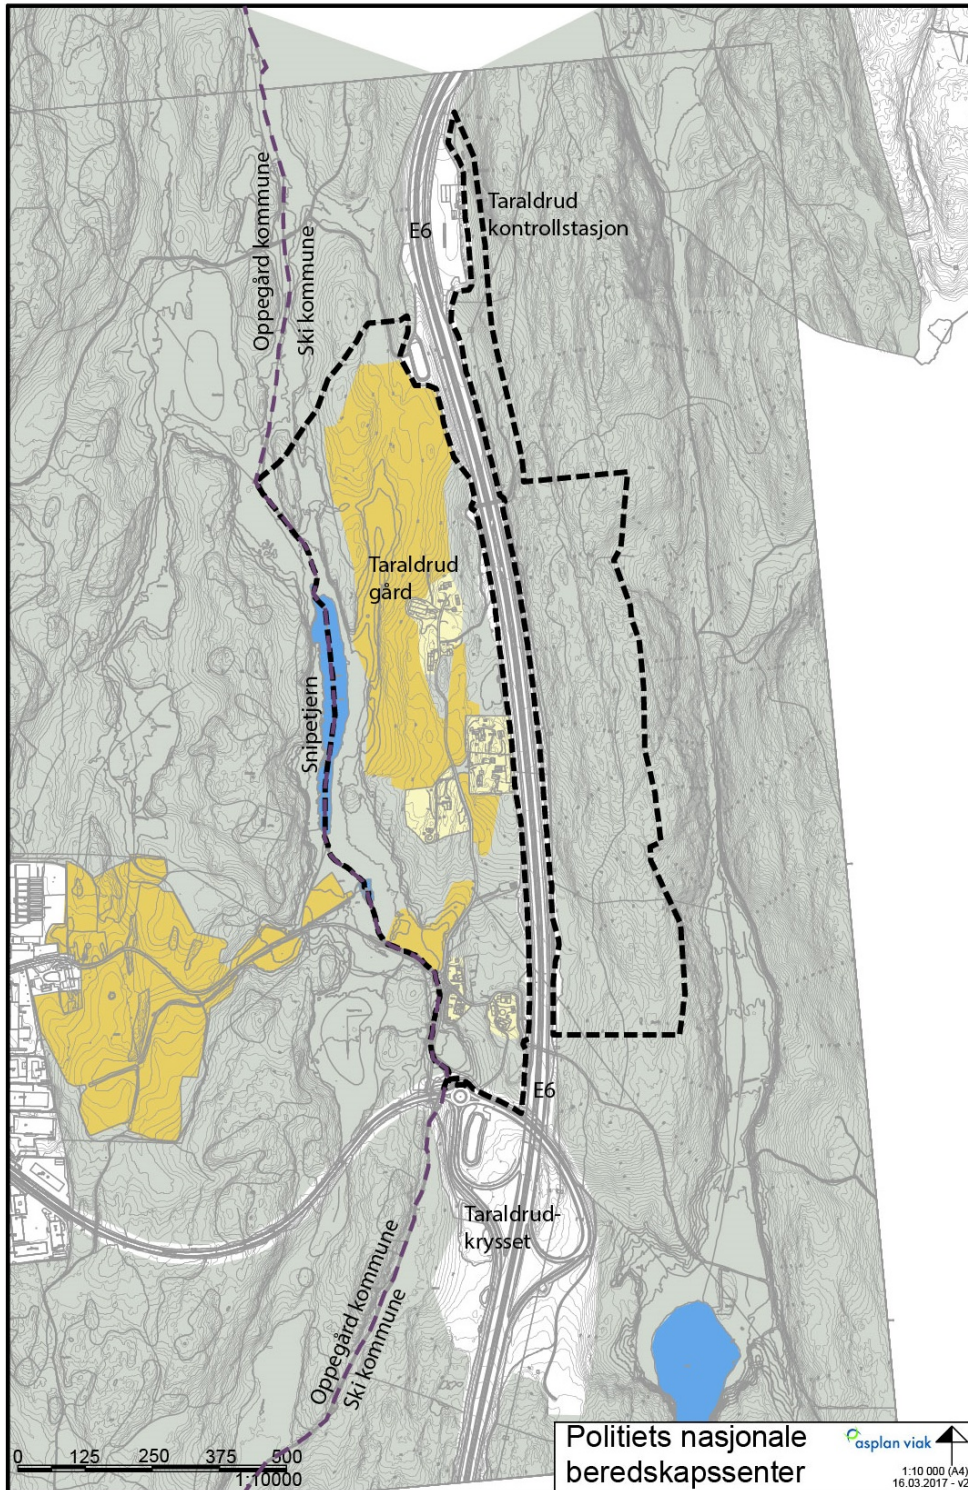 Taraldrud
kontrollstasjon
E6
Oppegård kommune
Ski kommune
Taraldrud
gård
Snipetjern
E6
Taraldrud-
krysset
Oppegård kommune
Ski kommune
0 125 250 375 500
1:10000
Politiets nasjonale
beredskapssenter
asplan viak
1:10 000 (A4)
16.03.2017 - v2